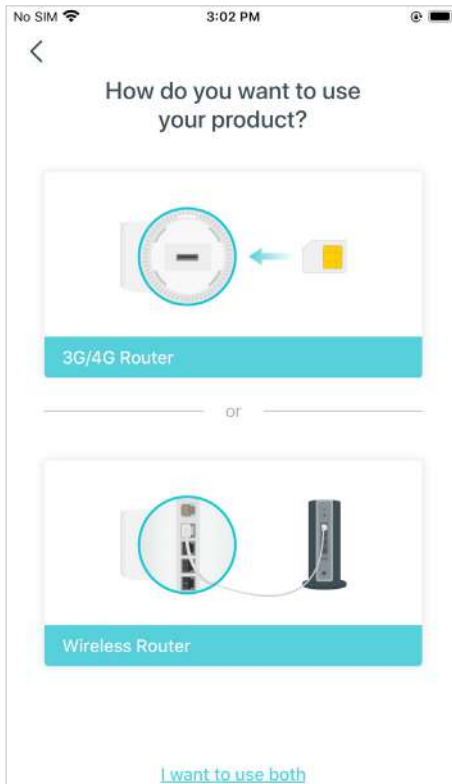 No SIM 3:02 PM
How do you want to use
your product?
3G/4G Router
or
Wireless Router
I want to use both